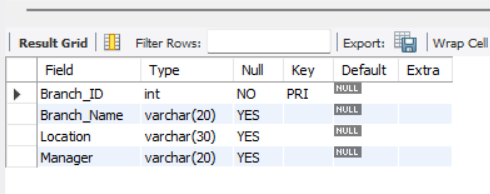 Result Grid Filter Rows: Export: Wrap Cell
Field Type Null Key Default Extra
Branch_ID int NO PRI NULL
Branch_Name varchar(20) YES NULL
Location varchar(30) YES NULL
Manager varchar(20) YES NULL